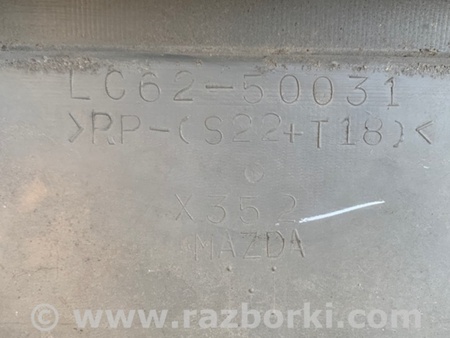 LC62-50031
>RP-(S22+T18)<
X352
MAZDA
© www.razborki.com